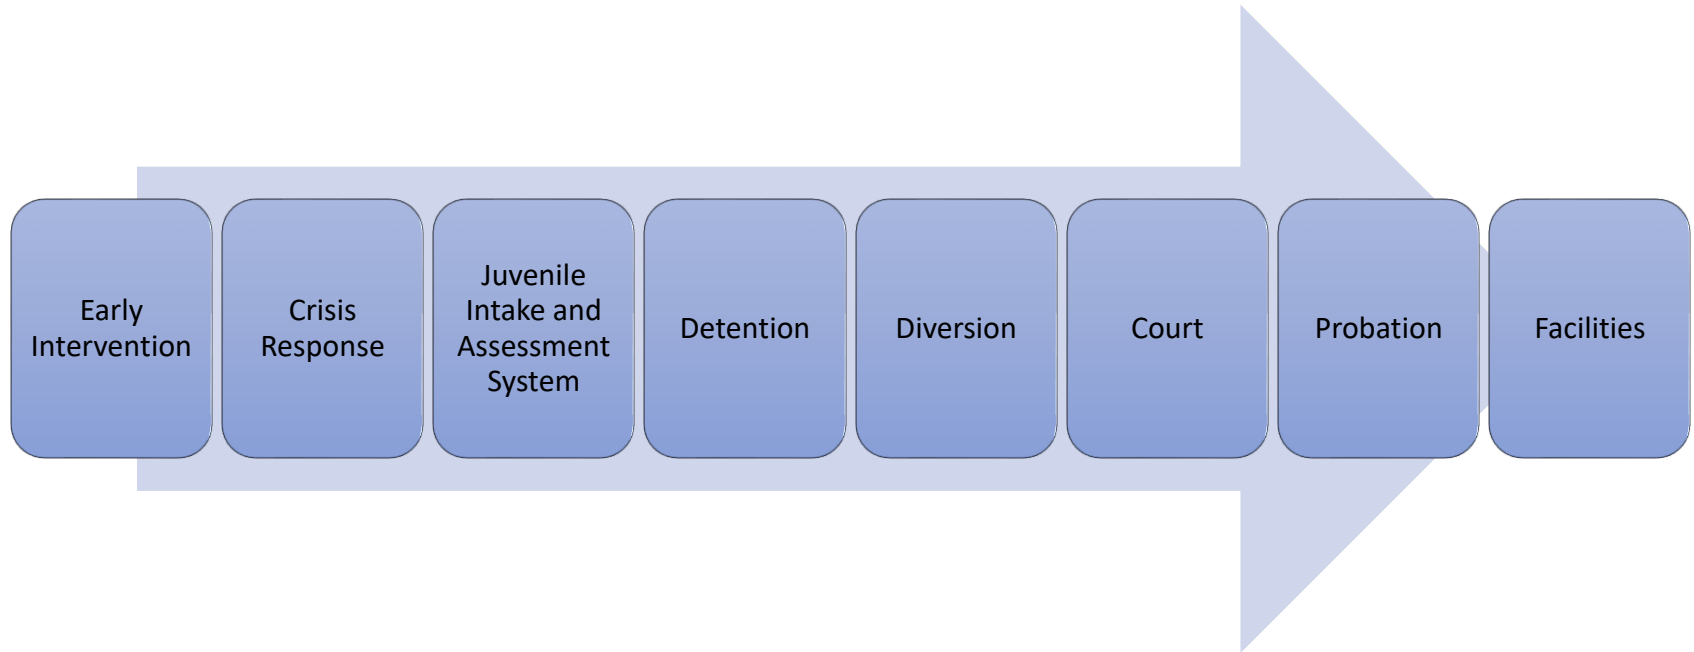 Early
Intervention
Crisis
Response
Juvenile
Intake and
Assessment
System
Detention
Diversion
Court
Probation
Facilities